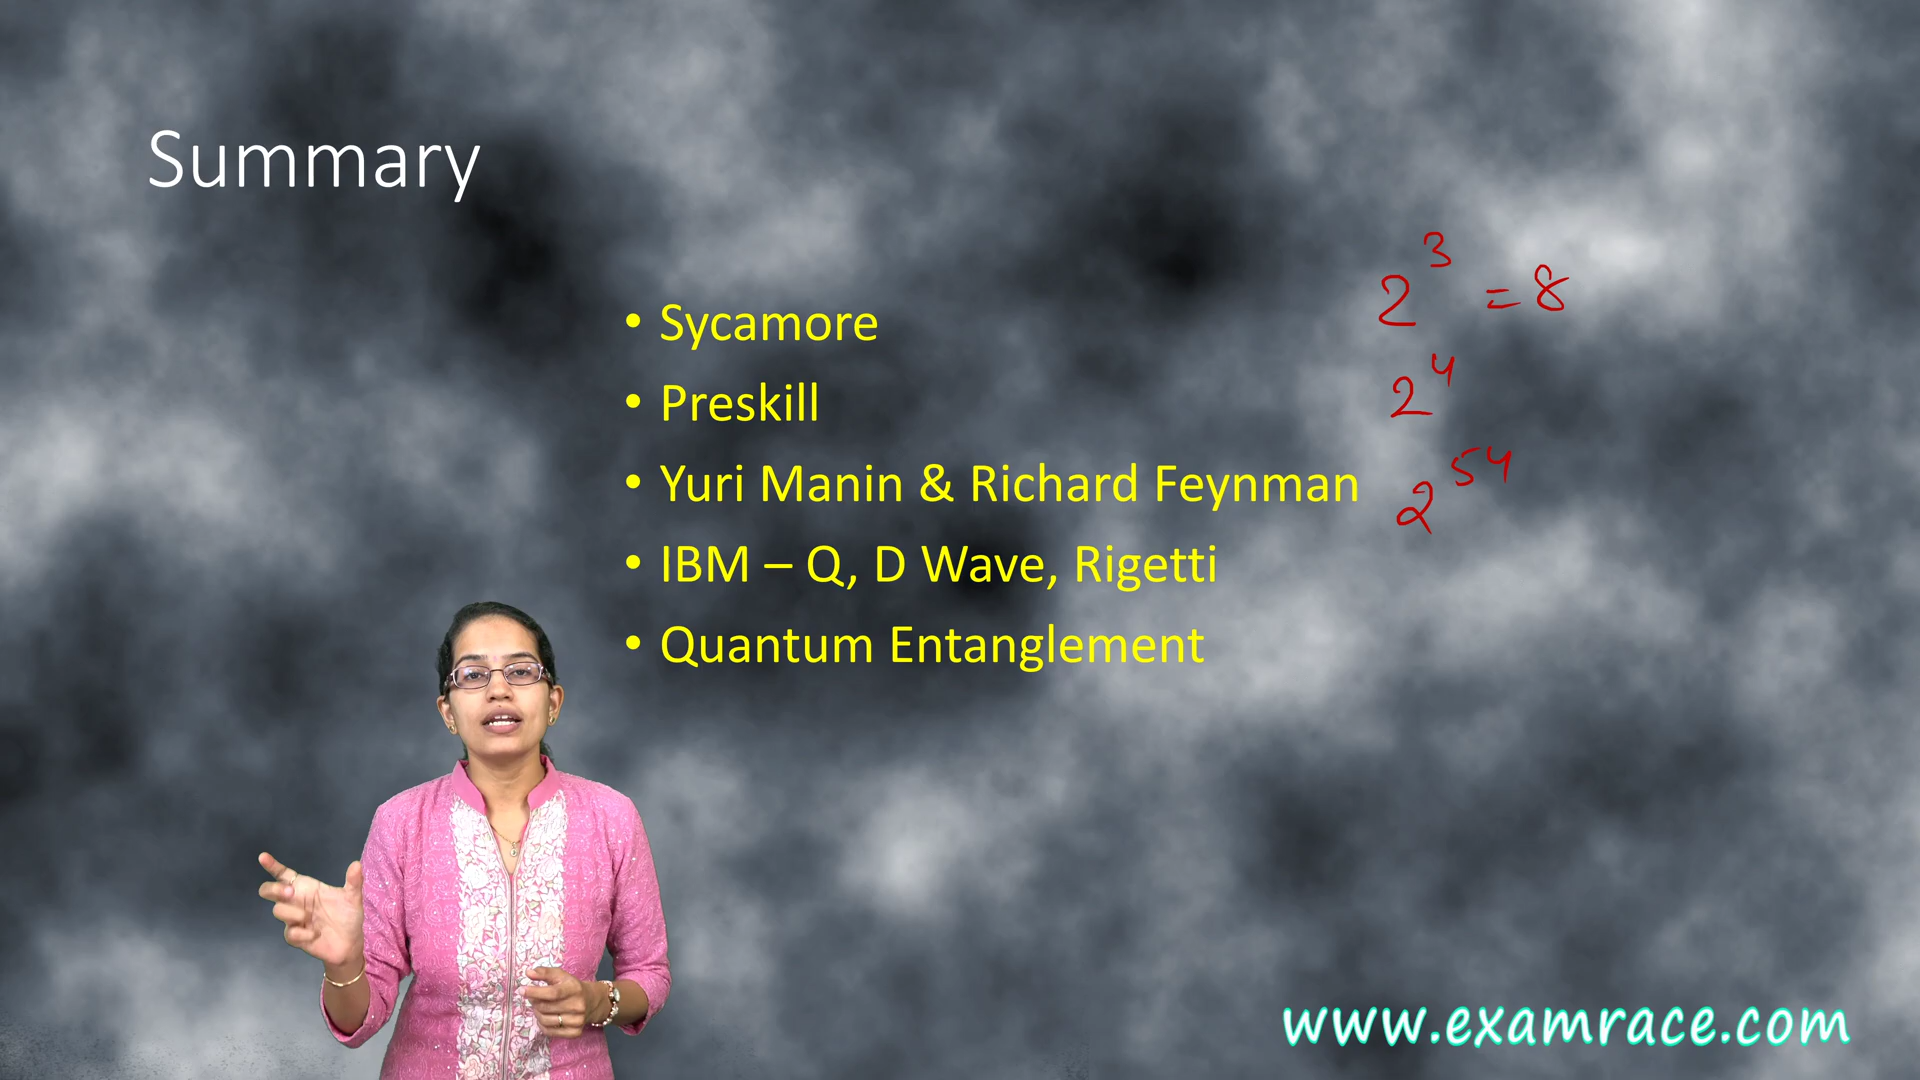 Summary
• Sycamore
• Preskill
• Yuri Manin & Richard Feynman
• IBM – Q, D Wave, Rigetti
• Quantum Entanglement
2³ = 8
2⁴
2⁵⁴
www.examrace.com